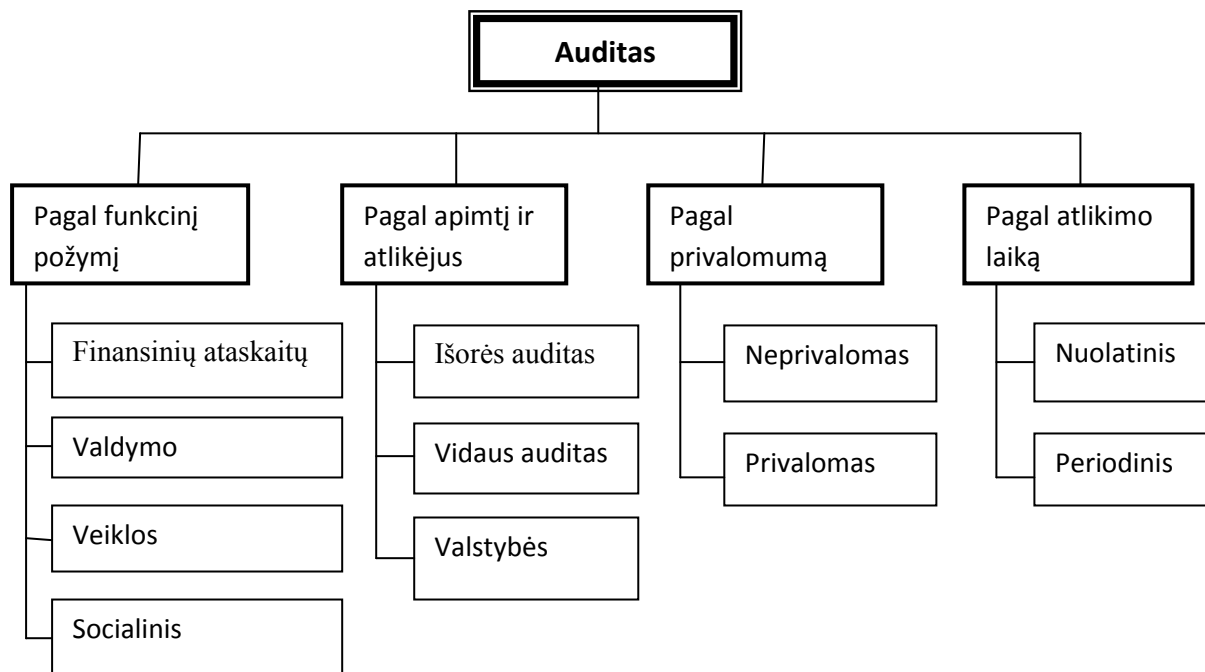 Auditas
Pagal funkcinį
požymį
Finansinių ataskaitų
Valdymo
Veiklos
Socialinis
Pagal apimtį ir
atlikėjus
Išorės auditas
Vidaus auditas
Valstybės
Pagal
privalomumą
Neprivalomas
Privalomas
Pagal atlikimo
laiką
Nuolatinis
Periodinis